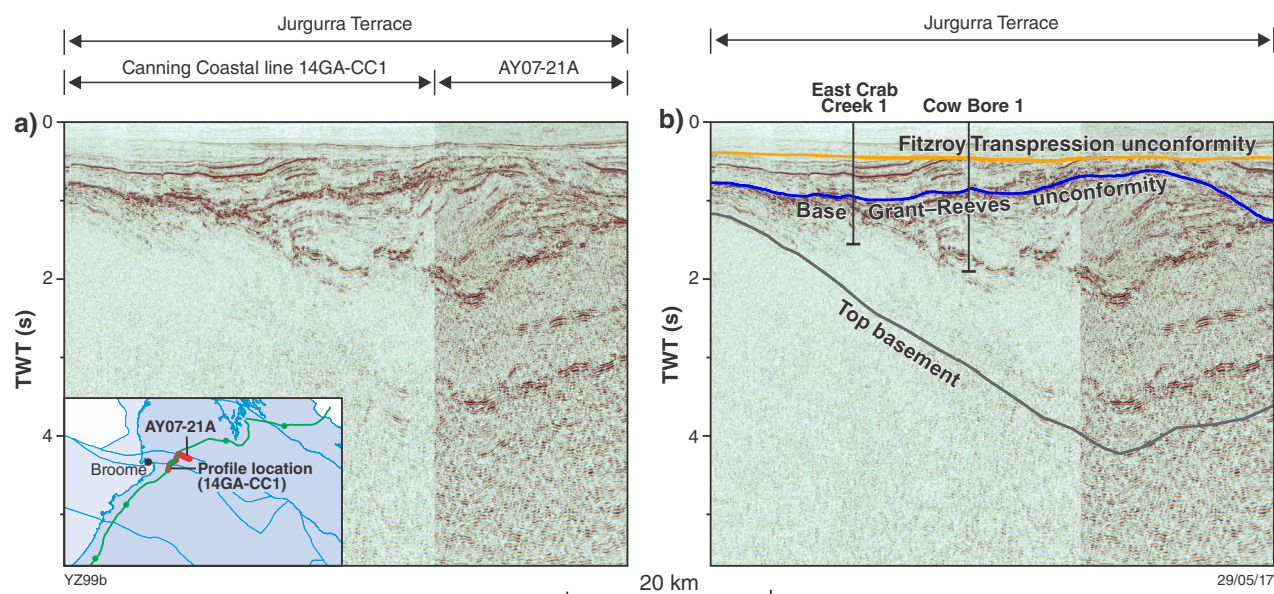 Jurgurra Terrace
Canning Coastal line 14GA-CC1
AY07-21A
a)
0
2
4
TWT (s)
AY07-21A
Broome
Profile location
(14GA-CC1)
YZ99b
Jurgurra Terrace
East Crab
Creek 1
Cow Bore 1
b)
0
2
4
TWT (s)
Fitzroy Transpression unconformity
Base Grant–Reeves unconformity
Top basement
20 km
29/05/17